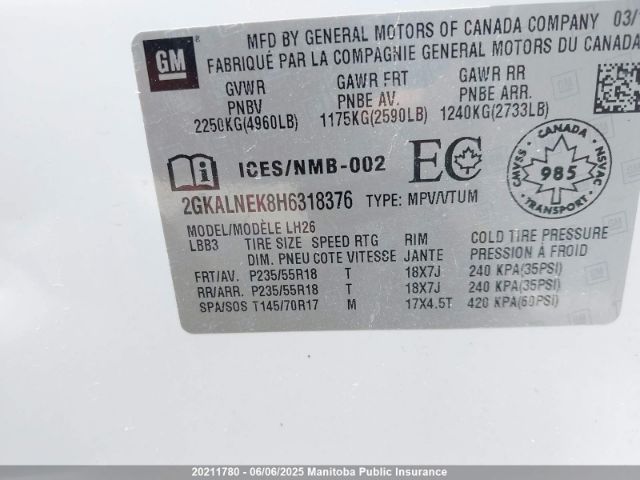 GM
MFD BY GENERAL MOTORS OF CANADA COMPANY 03/
FABRIQUÉ PAR LA COMPAGNIE GENERAL MOTORS DU CANADA
GVWR GAWR FRT GAWR RR
PNBV PNBE AV. PNBE ARR.
2250KG(4960LB) 1175KG(2590LB) 1240KG(2733LB)
ICES/NMB-002 EC
CANADA
985
CMVSS NSVAC
2GKALNEK8H6318376 TYPE: MPV/VTUM
MODEL/MODÈLE LH26
LBB3 TIRE SIZE SPEED RTG RIM COLD TIRE PRESSURE
DIM. PNEU COTE VITESSE JANTE PRESSION À FROID
FRT/AV. P235/55R18 T 18X7J 240 KPA(35PSI)
RR/ARR. P235/55R18 T 18X7J 240 KPA(35PSI)
SPA/SOS T145/70R17 M 17X4.5T 420 KPA(60PSI)
20211780 - 06/06/2025 Manitoba Public Insurance